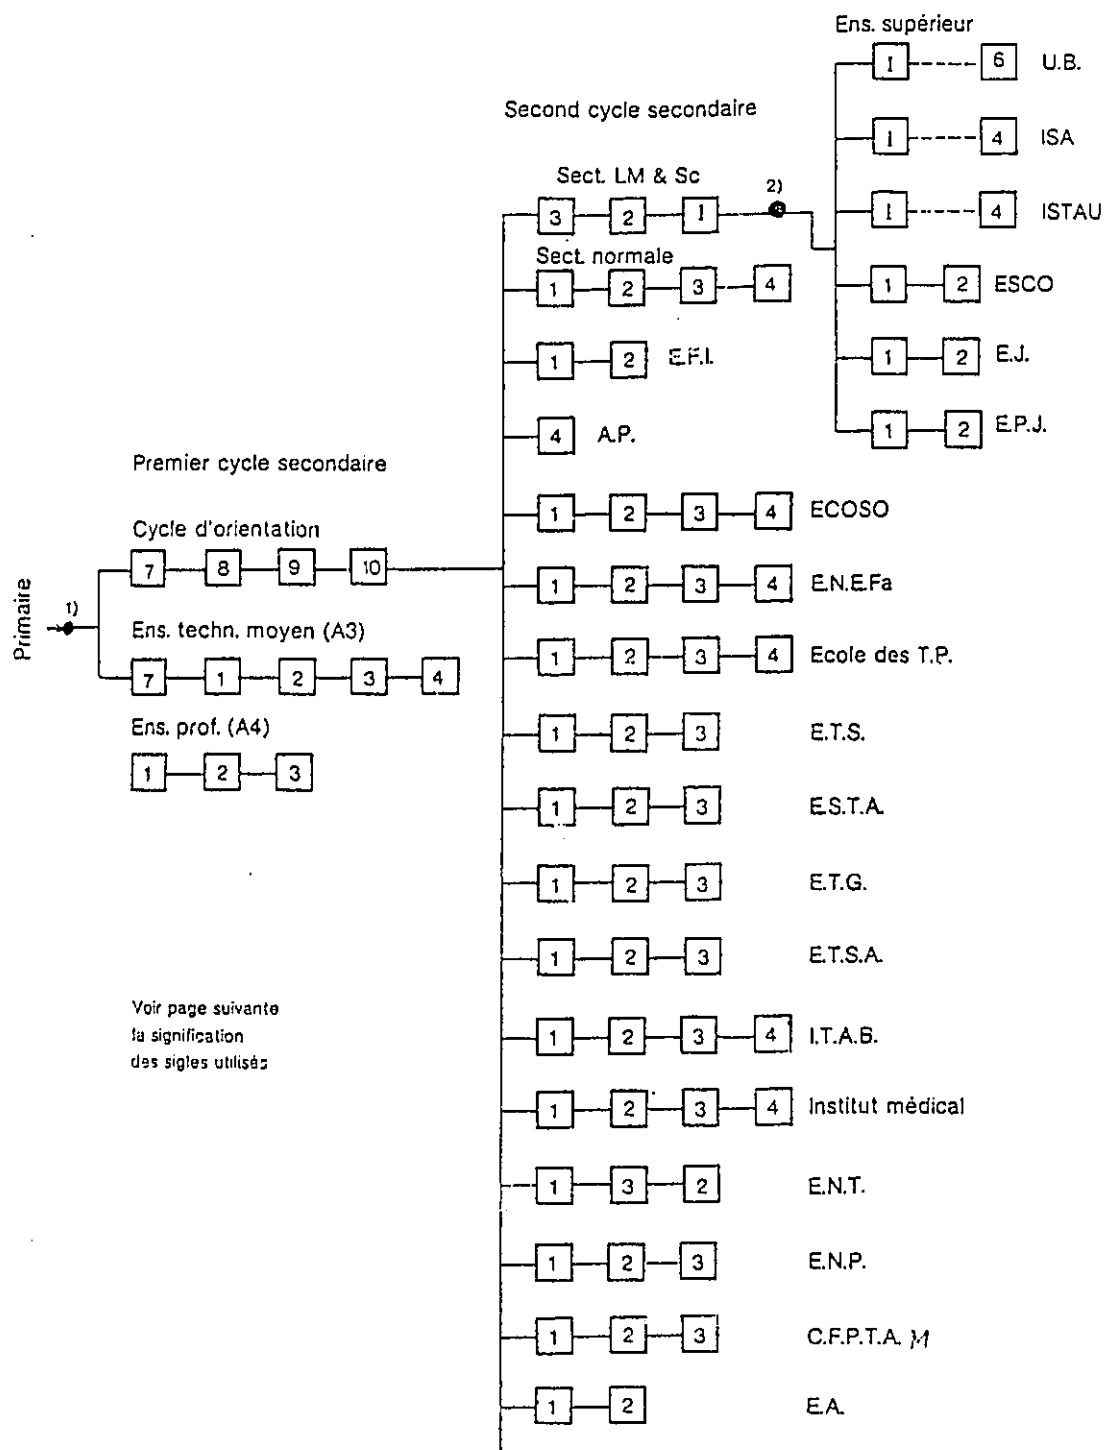 Ens. supérieur
I 6 U.B.
Second cycle secondaire
I 4 ISA
Sect. LM & Sc
2)
3 2 I
I 4 ISTAU
Sect. normale
1 2 3 4
1 2 ESCO
1 2 E.F.I.
1 2 E.J.
4 A.P.
1 2 E.P.J.
Premier cycle secondaire
1 2 3 4 ECOSO
Cycle d'orientation
7 8 9 10
1 2 3 4 E.N.E.Fa
Primaire
1)
Ens. techn. moyen (A3)
7 1 2 3 4
1 2 3 4 Ecole des T.P.
Ens. prof. (A4)
1 2 3
1 2 3 E.T.S.
1 2 3 E.S.T.A.
1 2 3 E.T.G.
1 2 3 E.T.S.A.
Voir page suivante
la signification
des sigles utilisés
1 2 3 4 I.T.A.B.
1 2 3 4 Institut médical
1 3 2 E.N.T.
1 2 3 E.N.P.
1 2 3 C.F.P.T.A. M
1 2 E.A.